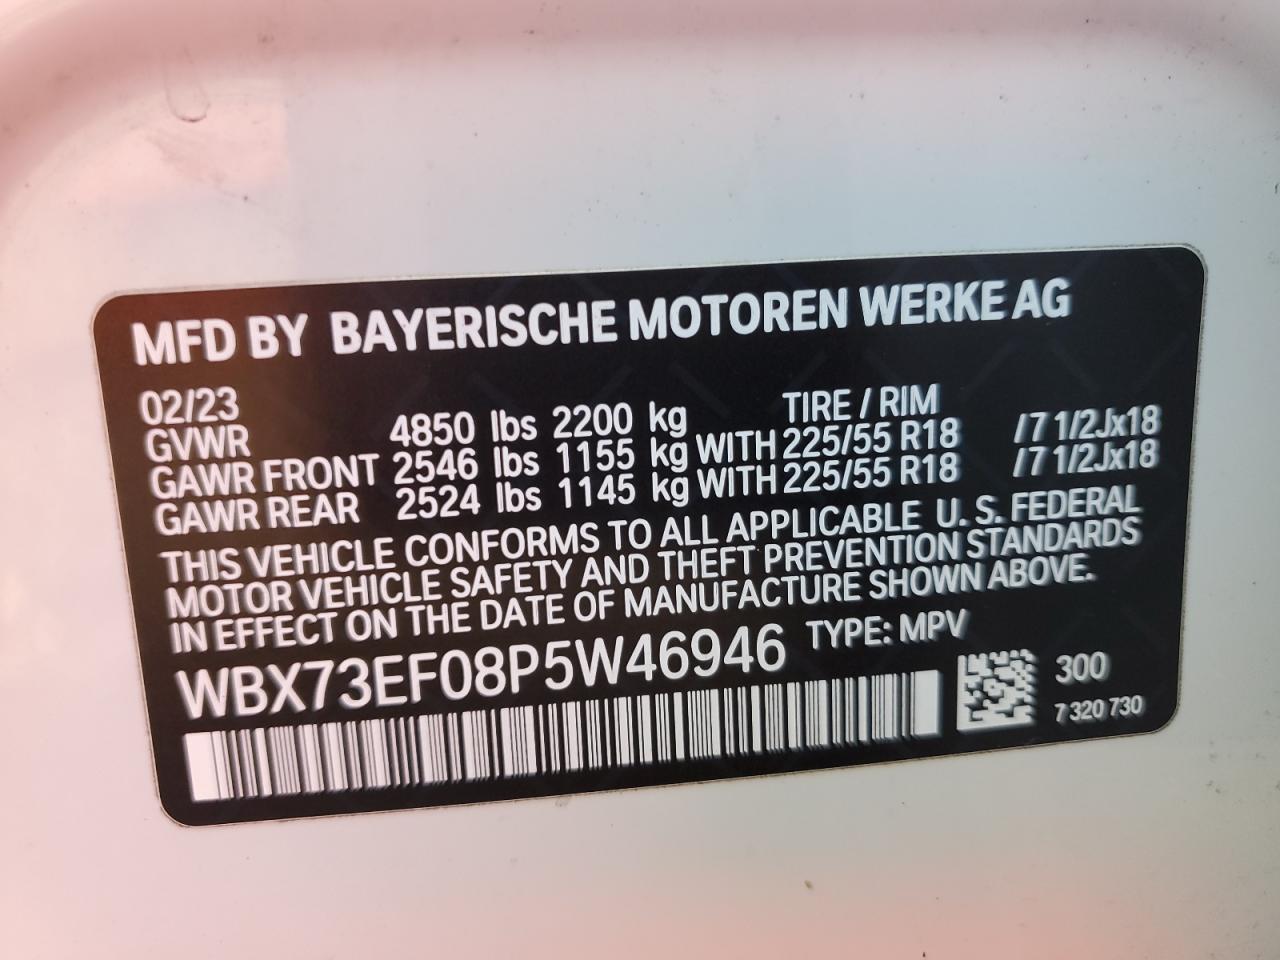 MFD BY BAYERISCHE MOTOREN WERKE AG
02/23 TIRE / RIM
GVWR 4850 lbs 2200 kg
GAWR FRONT 2546 lbs 1155 kg WITH 225/55 R18 /7 1/2Jx18
GAWR REAR 2524 lbs 1145 kg WITH 225/55 R18 /7 1/2Jx18
THIS VEHICLE CONFORMS TO ALL APPLICABLE U. S. FEDERAL
MOTOR VEHICLE SAFETY AND THEFT PREVENTION STANDARDS
IN EFFECT ON THE DATE OF MANUFACTURE SHOWN ABOVE.
WBX73EF08P5W46946 TYPE: MPV
300
7 320 730